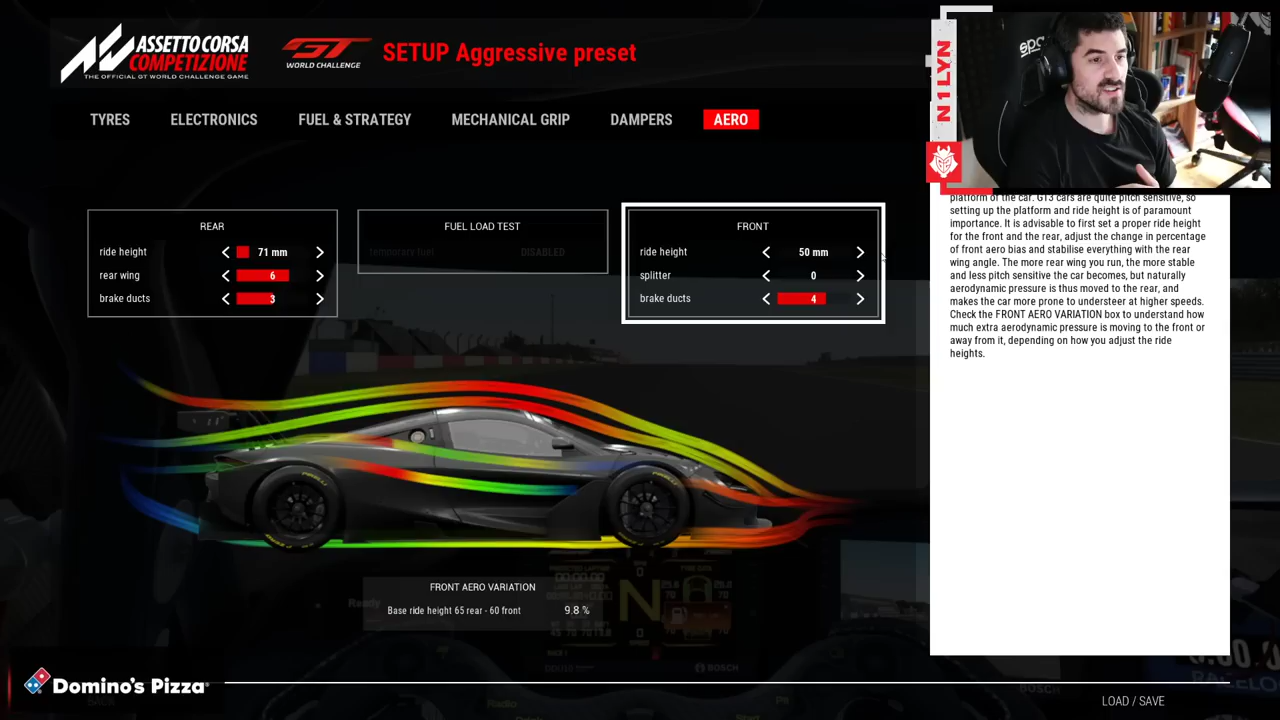 ASSETTO CORSA
COMPETIZIONE
THE OFFICIAL GT WORLD CHALLENGE GAME
GT
WORLD CHALLENGE
SETUP Aggressive preset
TYRES
ELECTRONICS
FUEL & STRATEGY
MECHANICAL GRIP
DAMPERS
AERO
REAR
ride height
71 mm
rear wing
6
brake ducts
3
FUEL LOAD TEST
temporary fuel
DISABLED
FRONT
ride height
50 mm
splitter
0
brake ducts
4
N1LYN
platform of the car. GT3 cars are quite pitch sensitive, so
setting up the platform and ride height is of paramount
importance. It is advisable to first set a proper ride height
for the front and the rear, adjust the change in percentage
of front aero bias and stabilise everything with the rear
wing angle. The more rear wing you run, the more stable
and less pitch sensitive the car becomes, but naturally
aerodynamic pressure is thus moved to the rear, and
makes the car more prone to understeer at higher speeds.
Check the FRONT AERO VARIATION box to understand how
much extra aerodynamic pressure is moving to the front or
away from it, depending on how you adjust the ride
heights.
FRONT AERO VARIATION
Base ride height 65 rear - 60 front
9.8 %
Ready
N
BOSCH
Domino's Pizza
BACK
LOAD / SAVE